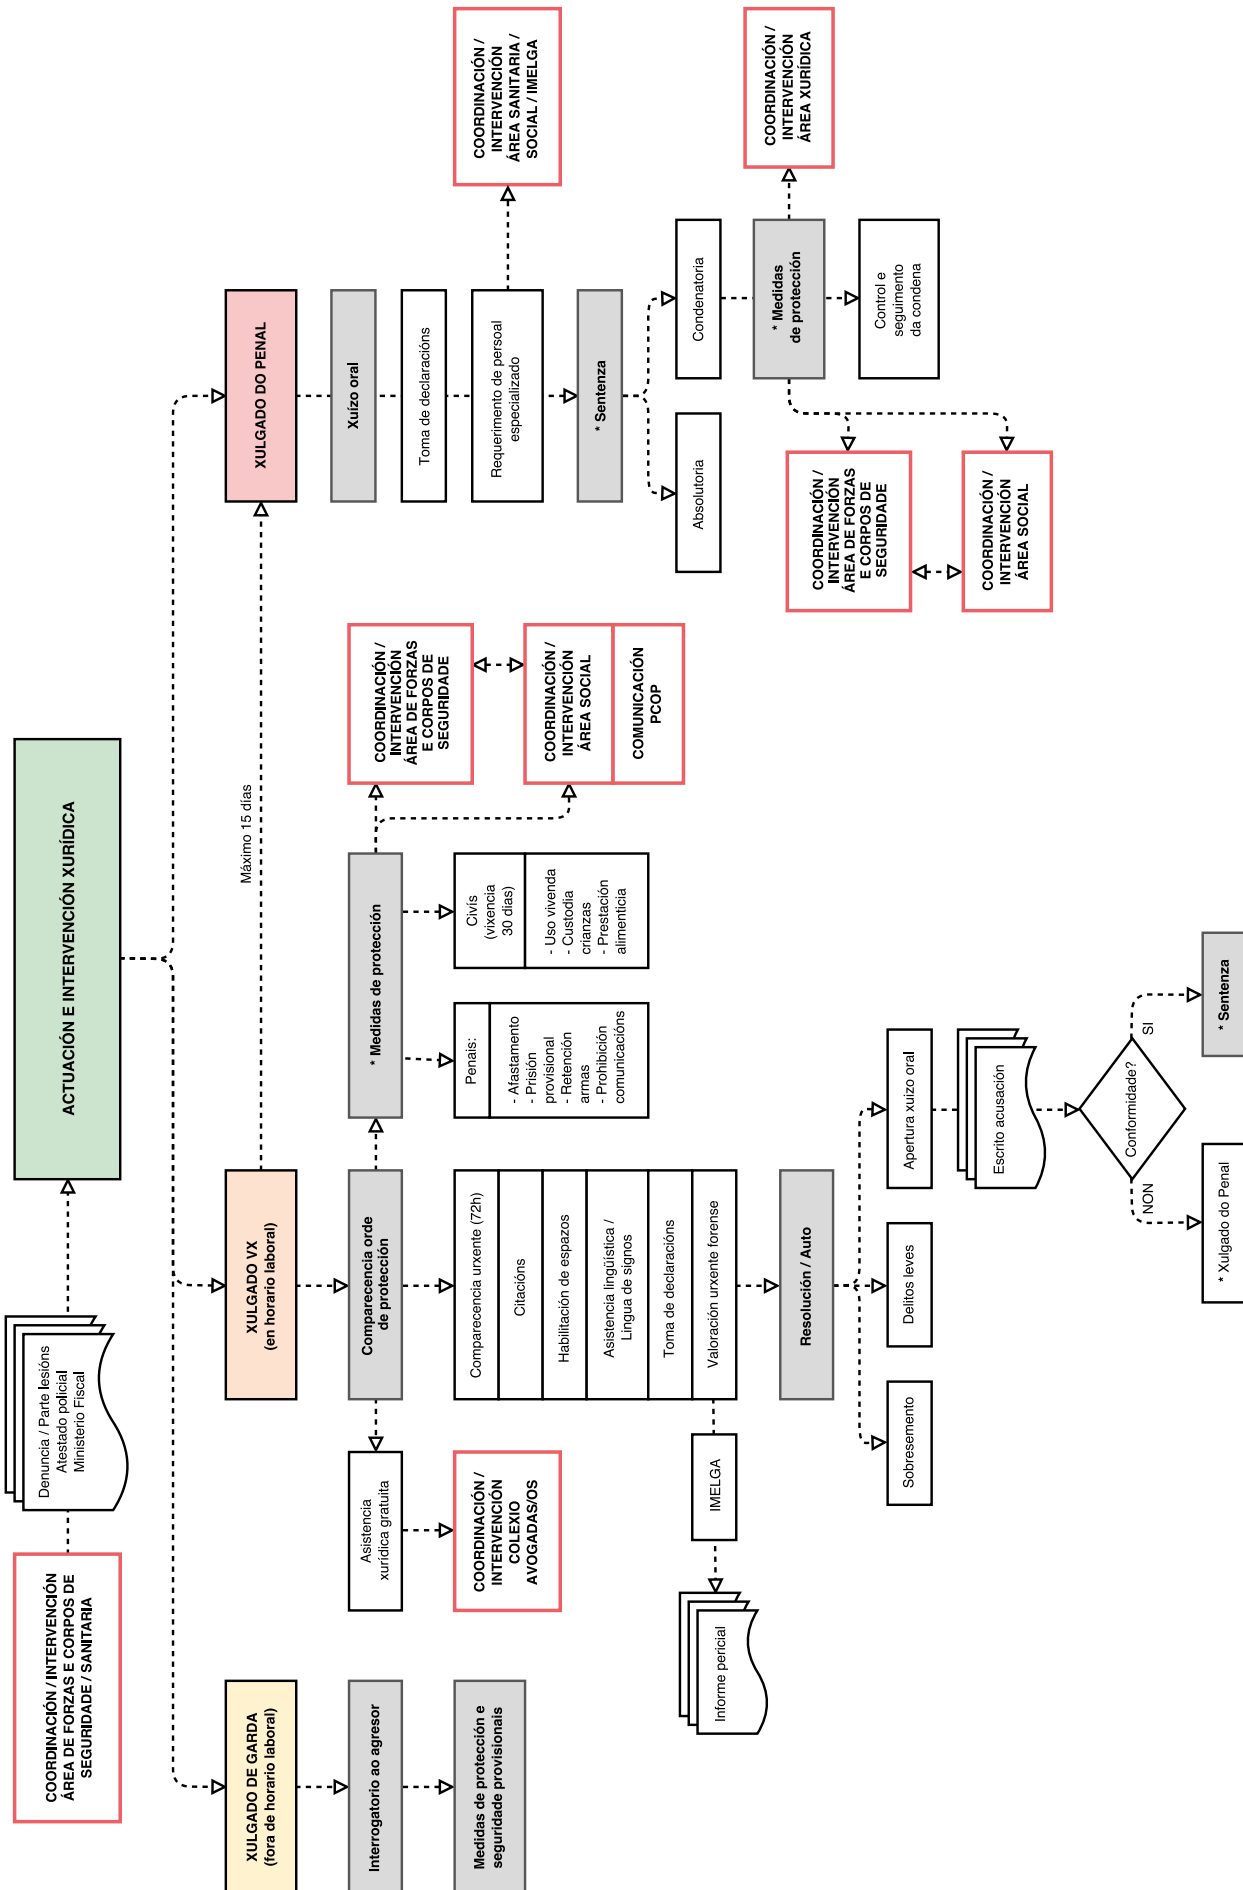 COORDINACIÓN / INTERVENCIÓN
ÁREA DE FORZAS E CORPOS DE
SEGURIDADE / SANITARIA
Denuncia / Parte lesións
Atestado policial
Ministerio Fiscal
ACTUACIÓN E INTERVENCIÓN XURÍDICA
XULGADO DE GARDA
(fora de horario laboral)
Interrogatorio ao agresor
Medidas de protección e
seguridade provisionais
XULGADO VX
(en horario laboral)
Máximo 15 días
Comparecencia orde
de protección
Asistencia
xurídica gratuita
COORDINACIÓN /
INTERVENCIÓN
COLEXIO
AVOGADAS/OS
Comparecencia urxente (72h)
Citacións
Habilitación de espazos
Asistencia lingüística /
Lingua de signos
Toma de declaracións
Valoración urxente forense
IMELGA
Informe pericial
* Medidas de protección
Penais:
- Afastamento
- Prisión
provisional
- Retención
armas
- Prohibición
comunicacións
Civís
(vixencia
30 días)
- Uso vivenda
- Custodia
crianzas
- Prestación
alimenticia
COORDINACIÓN /
INTERVENCIÓN
ÁREA DE FORZAS
E CORPOS DE
SEGURIDADE
COORDINACIÓN /
INTERVENCIÓN
ÁREA SOCIAL
COMUNICACIÓN
PCOP
Resolución / Auto
Sobresemento
Delitos leves
Apertura xuizo oral
Escrito acusación
Conformidade?
NON
SI
* Xulgado do Penal
* Sentenza
XULGADO DO PENAL
Xuízo oral
Toma de declaracións
Requerimento de persoal
especializado
COORDINACIÓN /
INTERVENCIÓN
ÁREA SANITARIA /
SOCIAL / IMELGA
* Sentenza
Absolutoria
Condenatoria
* Medidas
de protección
COORDINACIÓN /
INTERVENCIÓN
ÁREA XURÍDICA
Control e
seguimento
da condena
COORDINACIÓN /
INTERVENCIÓN
ÁREA DE FORZAS
E CORPOS DE
SEGURIDADE
COORDINACIÓN /
INTERVENCIÓN
ÁREA SOCIAL